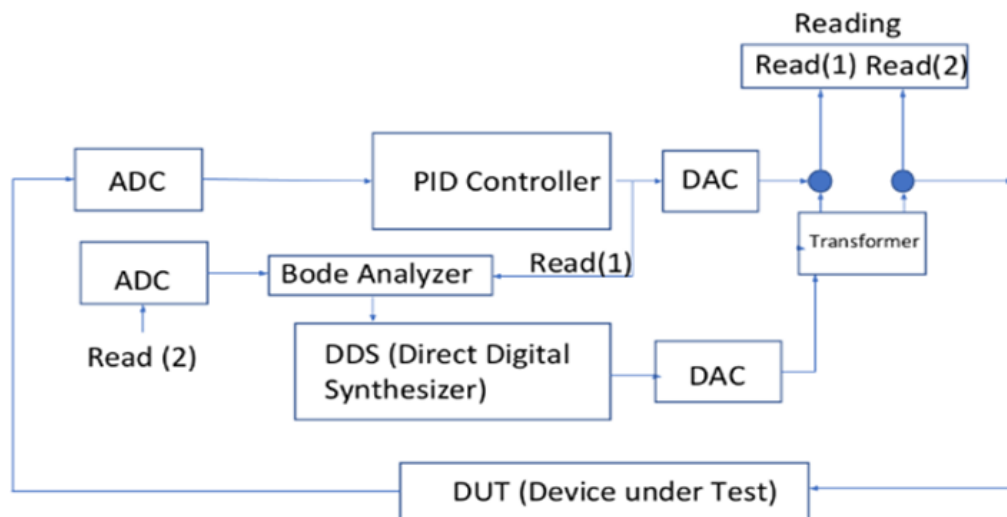 Reading
Read(1) Read(2)
ADC
PID Controller
DAC
Transformer
ADC
Bode Analyzer
Read(1)
Read (2)
DDS (Direct Digital
Synthesizer)
DAC
DUT (Device under Test)